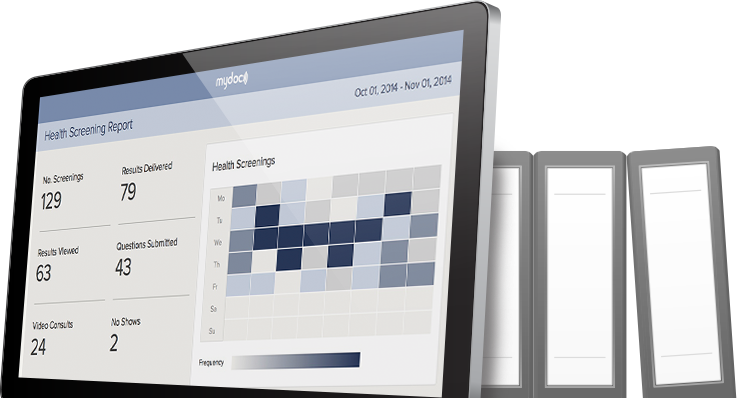 mydoc
Health Screening Report
Oct 01, 2014 - Nov 01, 2014
No. Screenings
129
Results Delivered
79
Results Viewed
63
Questions Submitted
43
Video Consults
24
No Shows
2
Health Screenings
Mo
Tu
We
Th
Fr
Sa
Su
Frequency